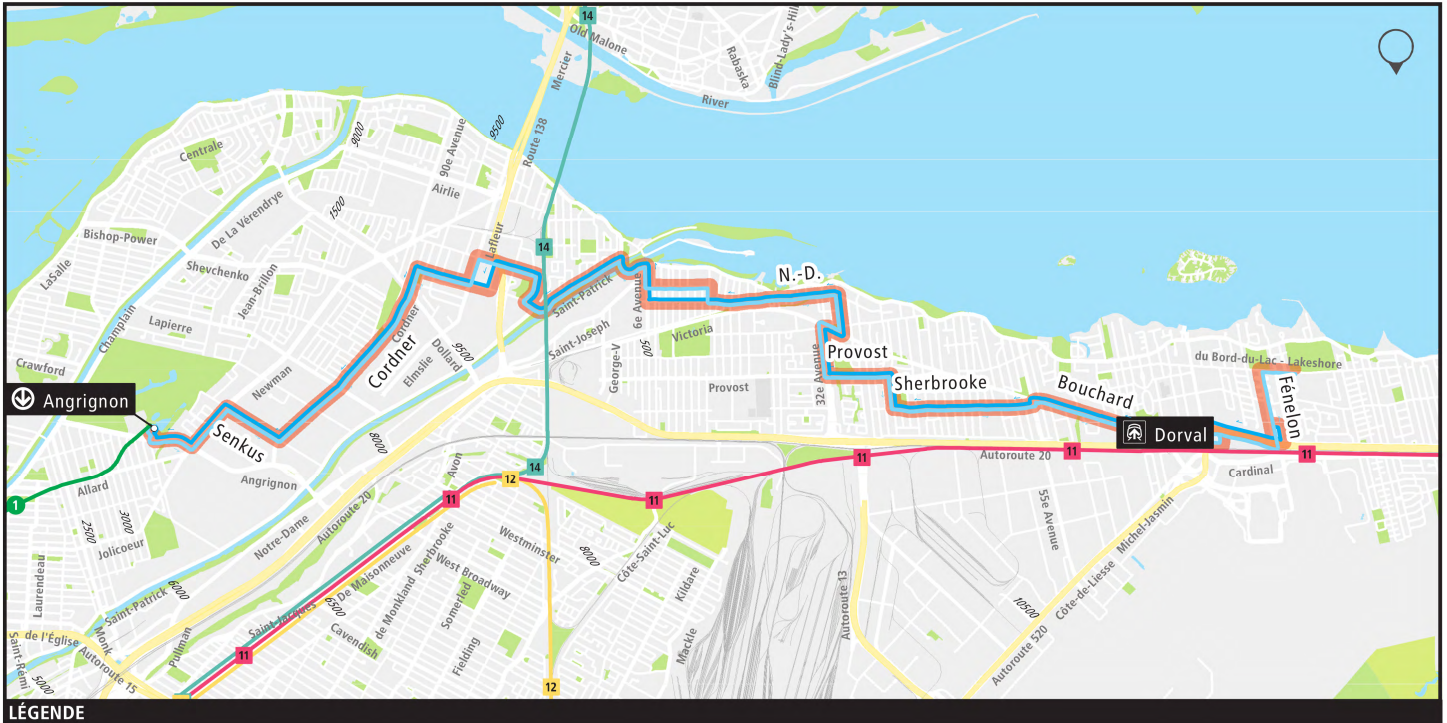 14
Old Malone
Blind-Lady's-Hill
Rabaska
Mercier
River
9500
Route 138
9000
90e Avenue
Centrale
Airlie
1500
De La Vérendrye
Bishop-Power
Shevchenko
LaSalle
Jean-Brillon
Lafleur
14
N.-D.
Saint-Patrick
6e Avenue
Champlain
Lapierre
Cordner
Cordner
Victoria
500
Saint-Joseph
9500
Dollard
Elmslie
George-V
Provost
32e Avenue
Provost
Sherbrooke
Bouchard
du Bord-du-Lac - Lakeshore
Fénelon
Crawford
Newman
Angrignon
Senkus
8000
Dorval
11
11
11
Autoroute 20
Cardinal
Avon
14
12
11
11
Angrignon
Allard
1
2500
3000
Jolicoeur
Notre-Dame
Autoroute 20
Sherbrooke
Westminster
8000
Côte-Saint-Luc
55e Avenue
Michel-Jasmin
De Maisonneuve
West Broadway
de Monkland
Somerled
Kildare
Laurendeau
6000
Saint-Patrick
6500
Saint-Jacques
Cavendish
Fielding
Mackle
Autoroute 13
10500
Côte-de-Liesse
Autoroute 520
de l'Église
Saint-Rémi
Monk
Pullman
11
Autoroute 15
5000
12
LÉGENDE